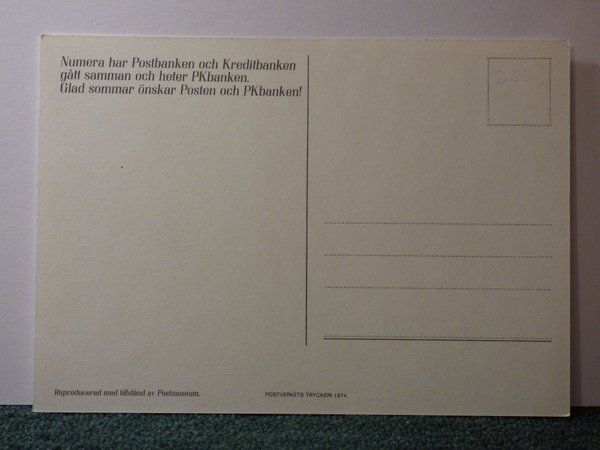 Numera har Postbanken och Kreditbanken
gått samman och heter PKbanken.
Glad sommar önskar Posten och PKbanken!
Reproducerad med tillstånd av Postmuseum.
POSTVERKETS TRYCKERI 1974